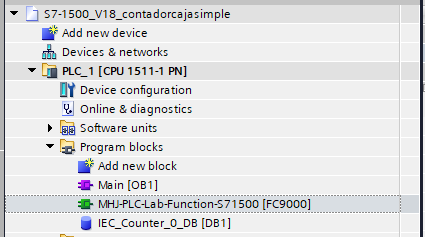 S7-1500_V18_contadorcajasimple
Add new device
Devices & networks
PLC_1 [CPU 1511-1 PN]
Device configuration
Online & diagnostics
Software units
Program blocks
Add new block
Main [OB1]
MHJ-PLC-Lab-Function-S71500 [FC9000]
IEC_Counter_0_DB [DB1]